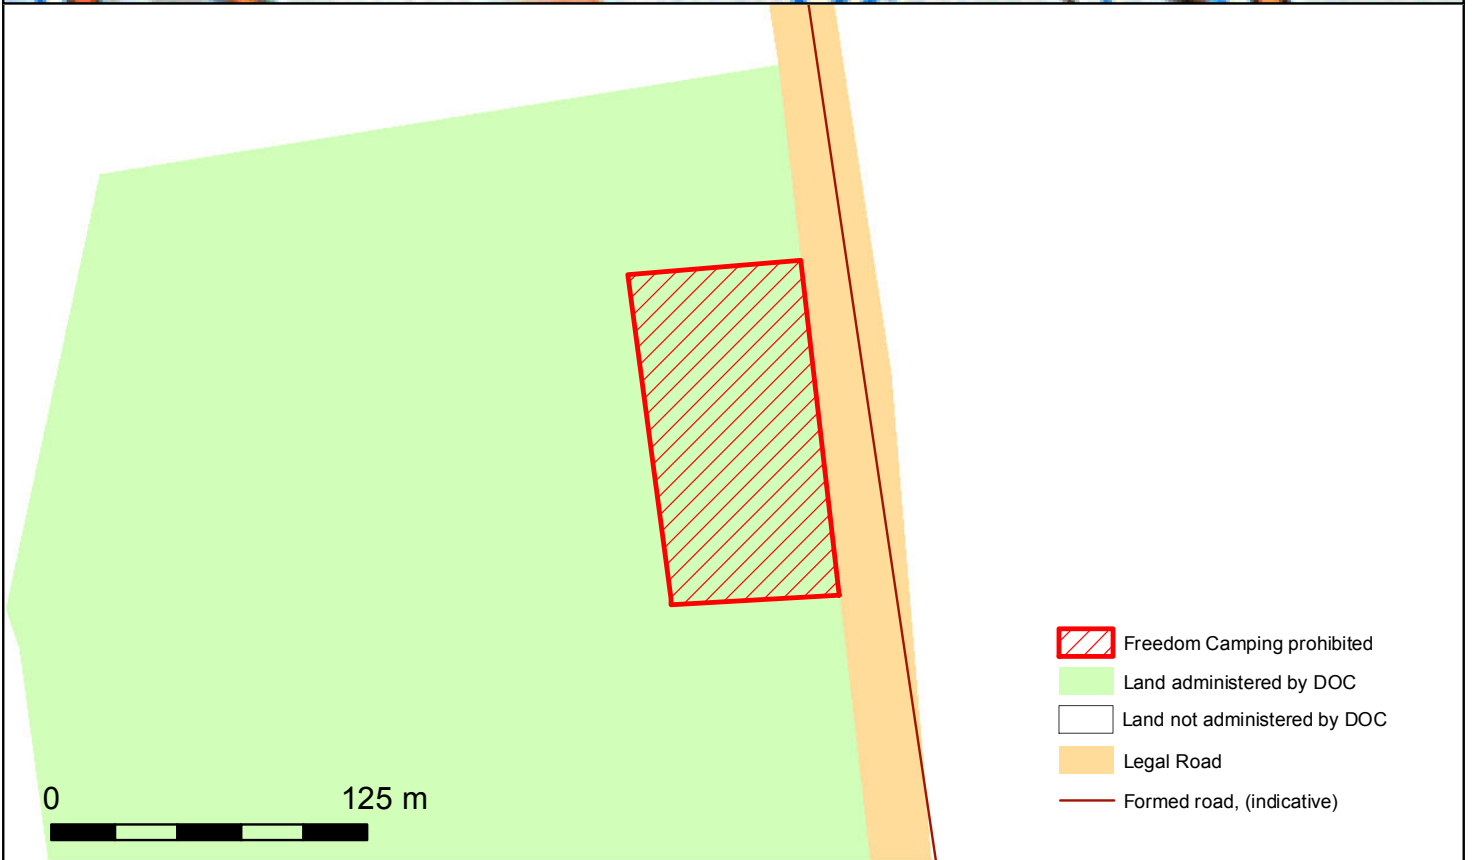 Freedom Camping prohibited
Land administered by DOC
Land not administered by DOC
Legal Road
Formed road, (indicative)
0 125 m